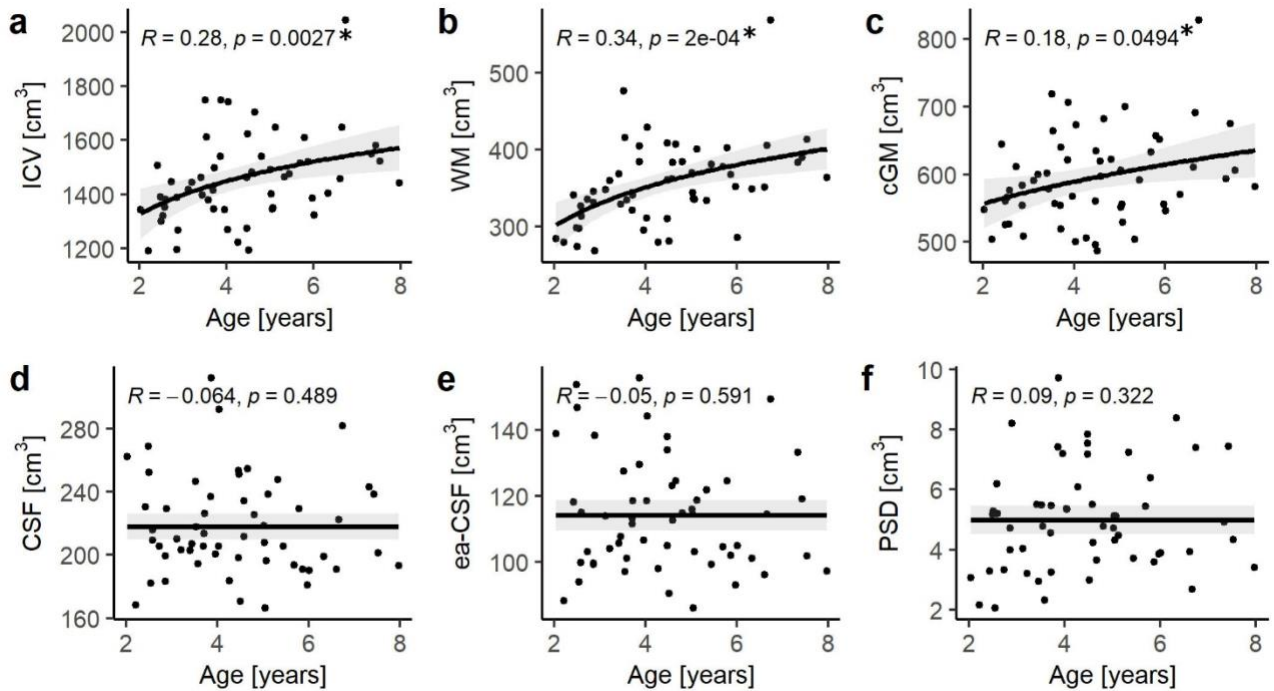 a
R = 0.28, p = 0.0027 *
ICV [cm³]
2000
1800
1600
1400
1200
2 4 6 8
Age [years]
b
R = 0.34, p = 2e-04 *
WM [cm³]
500
400
300
2 4 6 8
Age [years]
c
R = 0.18, p = 0.0494 *
cGM [cm³]
800
700
600
500
2 4 6 8
Age [years]
d
R = −0.064, p = 0.489
CSF [cm³]
280
240
200
160
2 4 6 8
Age [years]
e
R = −0.05, p = 0.591
ea-CSF [cm³]
140
120
100
2 4 6 8
Age [years]
f
R = 0.09, p = 0.322
PSD [cm³]
10
8
6
4
2
2 4 6 8
Age [years]